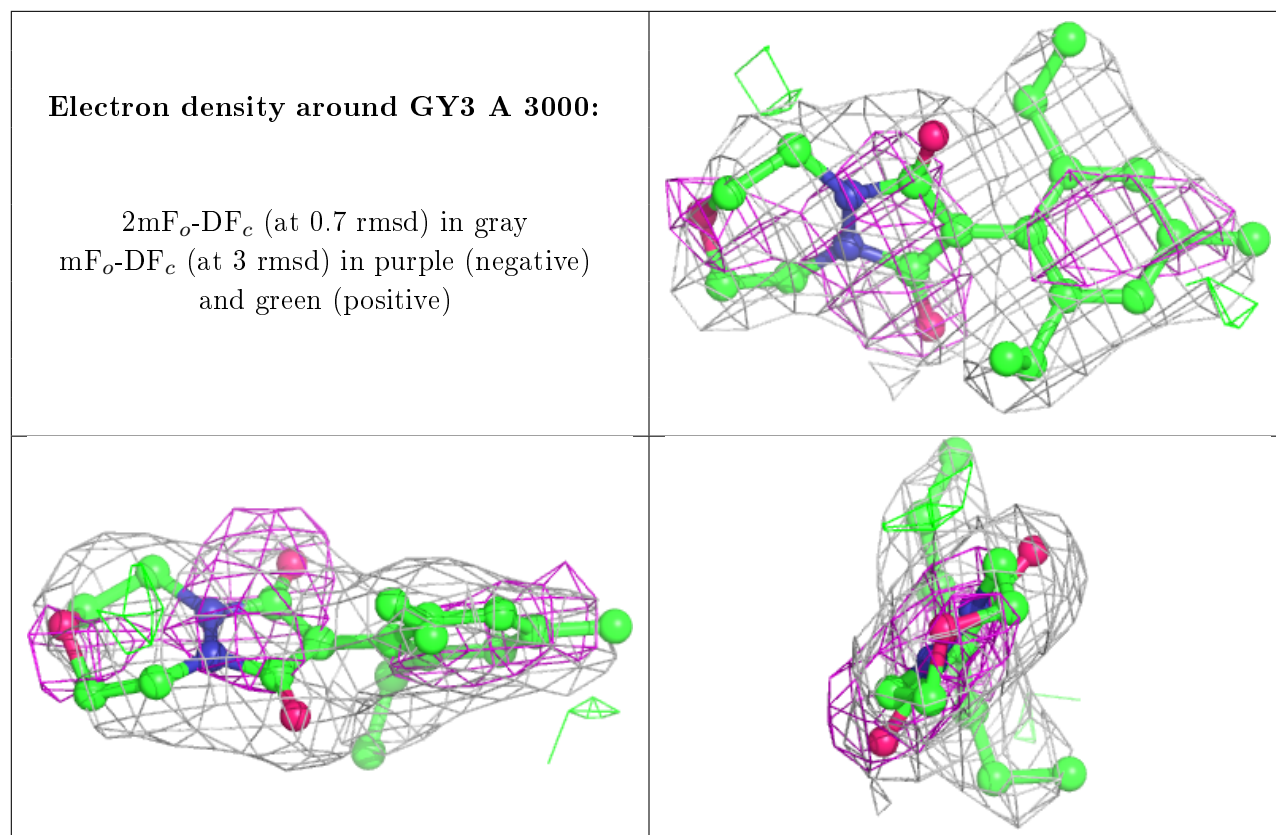 Electron density around GY3 A 3000:
2mFₒ-DF𝒸 (at 0.7 rmsd) in gray
mFₒ-DF𝒸 (at 3 rmsd) in purple (negative)
and green (positive)